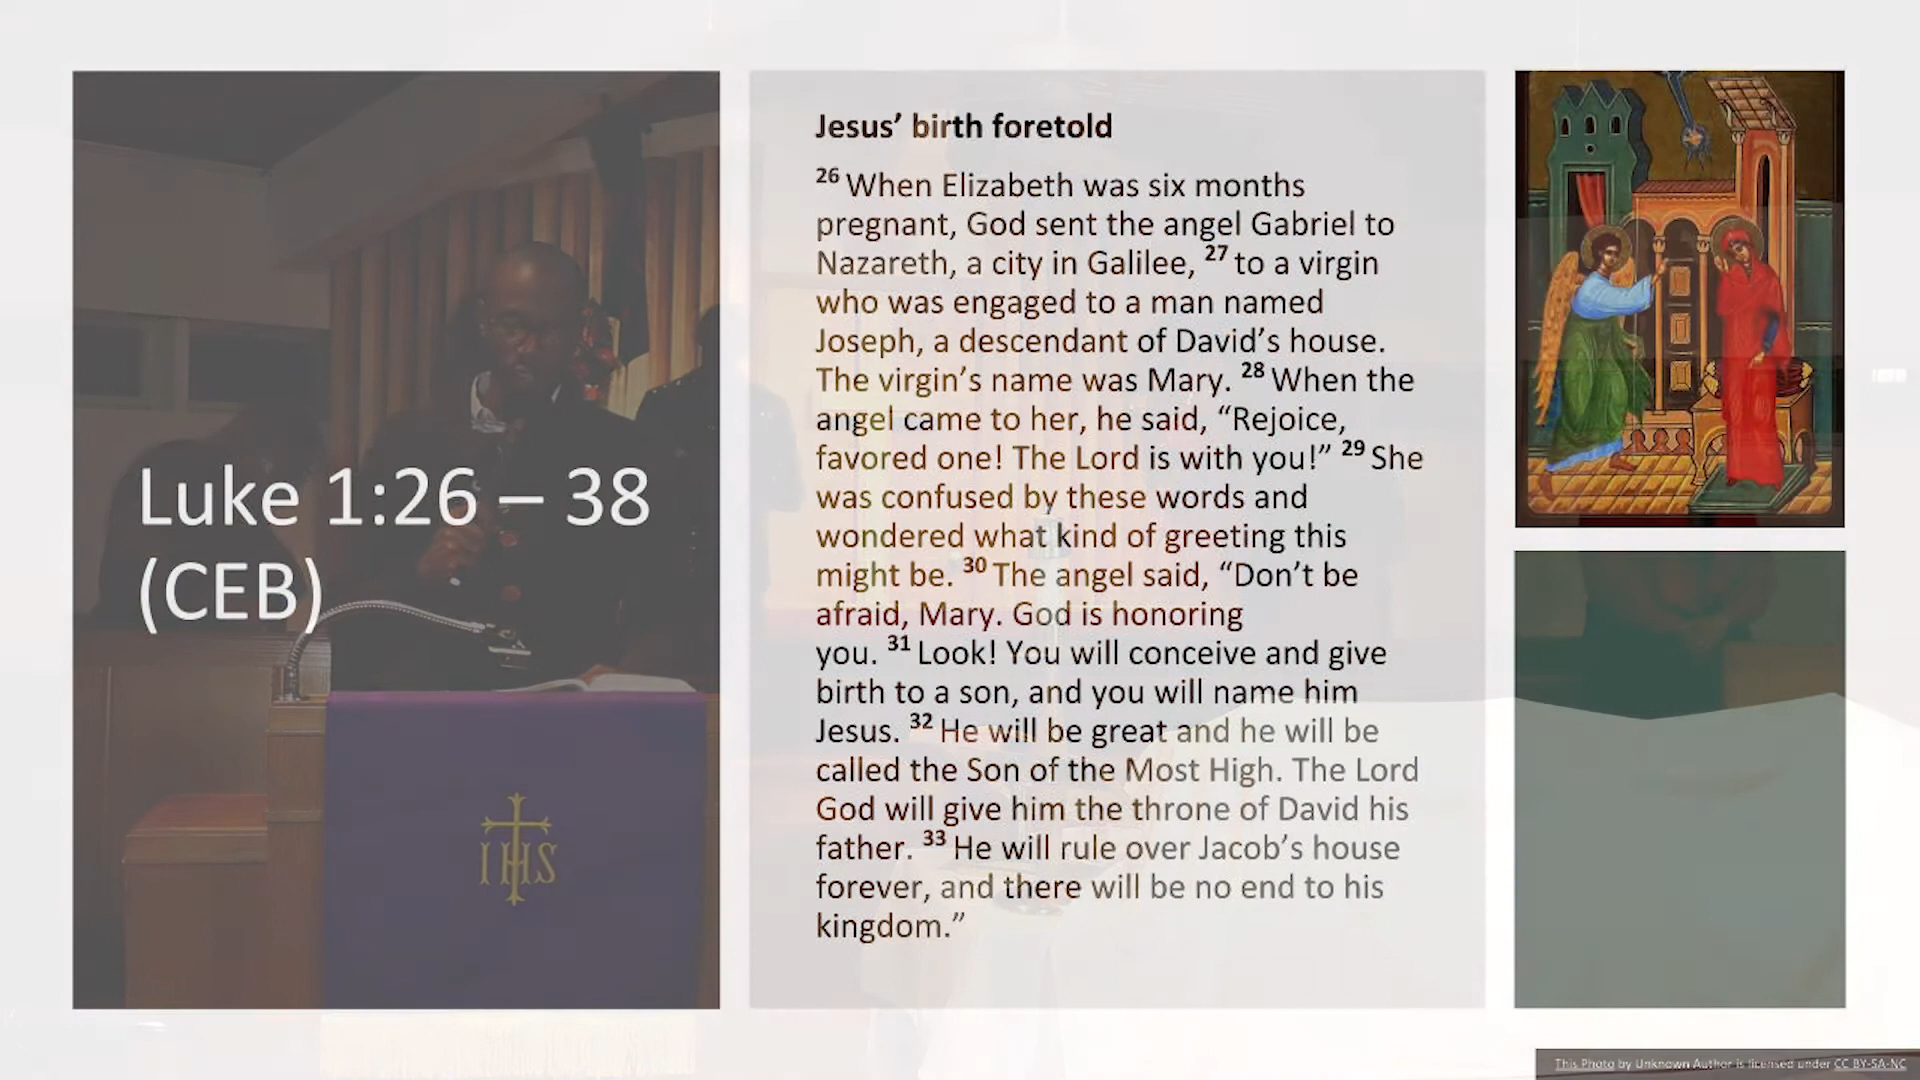 Luke 1:26 – 38
(CEB)
Jesus’ birth foretold
26 When Elizabeth was six months
pregnant, God sent the angel Gabriel to
Nazareth, a city in Galilee, 27 to a virgin
who was engaged to a man named
Joseph, a descendant of David’s house.
The virgin’s name was Mary. 28 When the
angel came to her, he said, “Rejoice,
favored one! The Lord is with you!” 29 She
was confused by these words and
wondered what kind of greeting this
might be. 30 The angel said, “Don’t be
afraid, Mary. God is honoring
you. 31 Look! You will conceive and give
birth to a son, and you will name him
Jesus. 32 He will be great and he will be
called the Son of the Most High. The Lord
God will give him the throne of David his
father. 33 He will rule over Jacob’s house
forever, and there will be no end to his
kingdom.”
IHS
This Photo by Unknown Author is licensed under CC BY-SA-NC